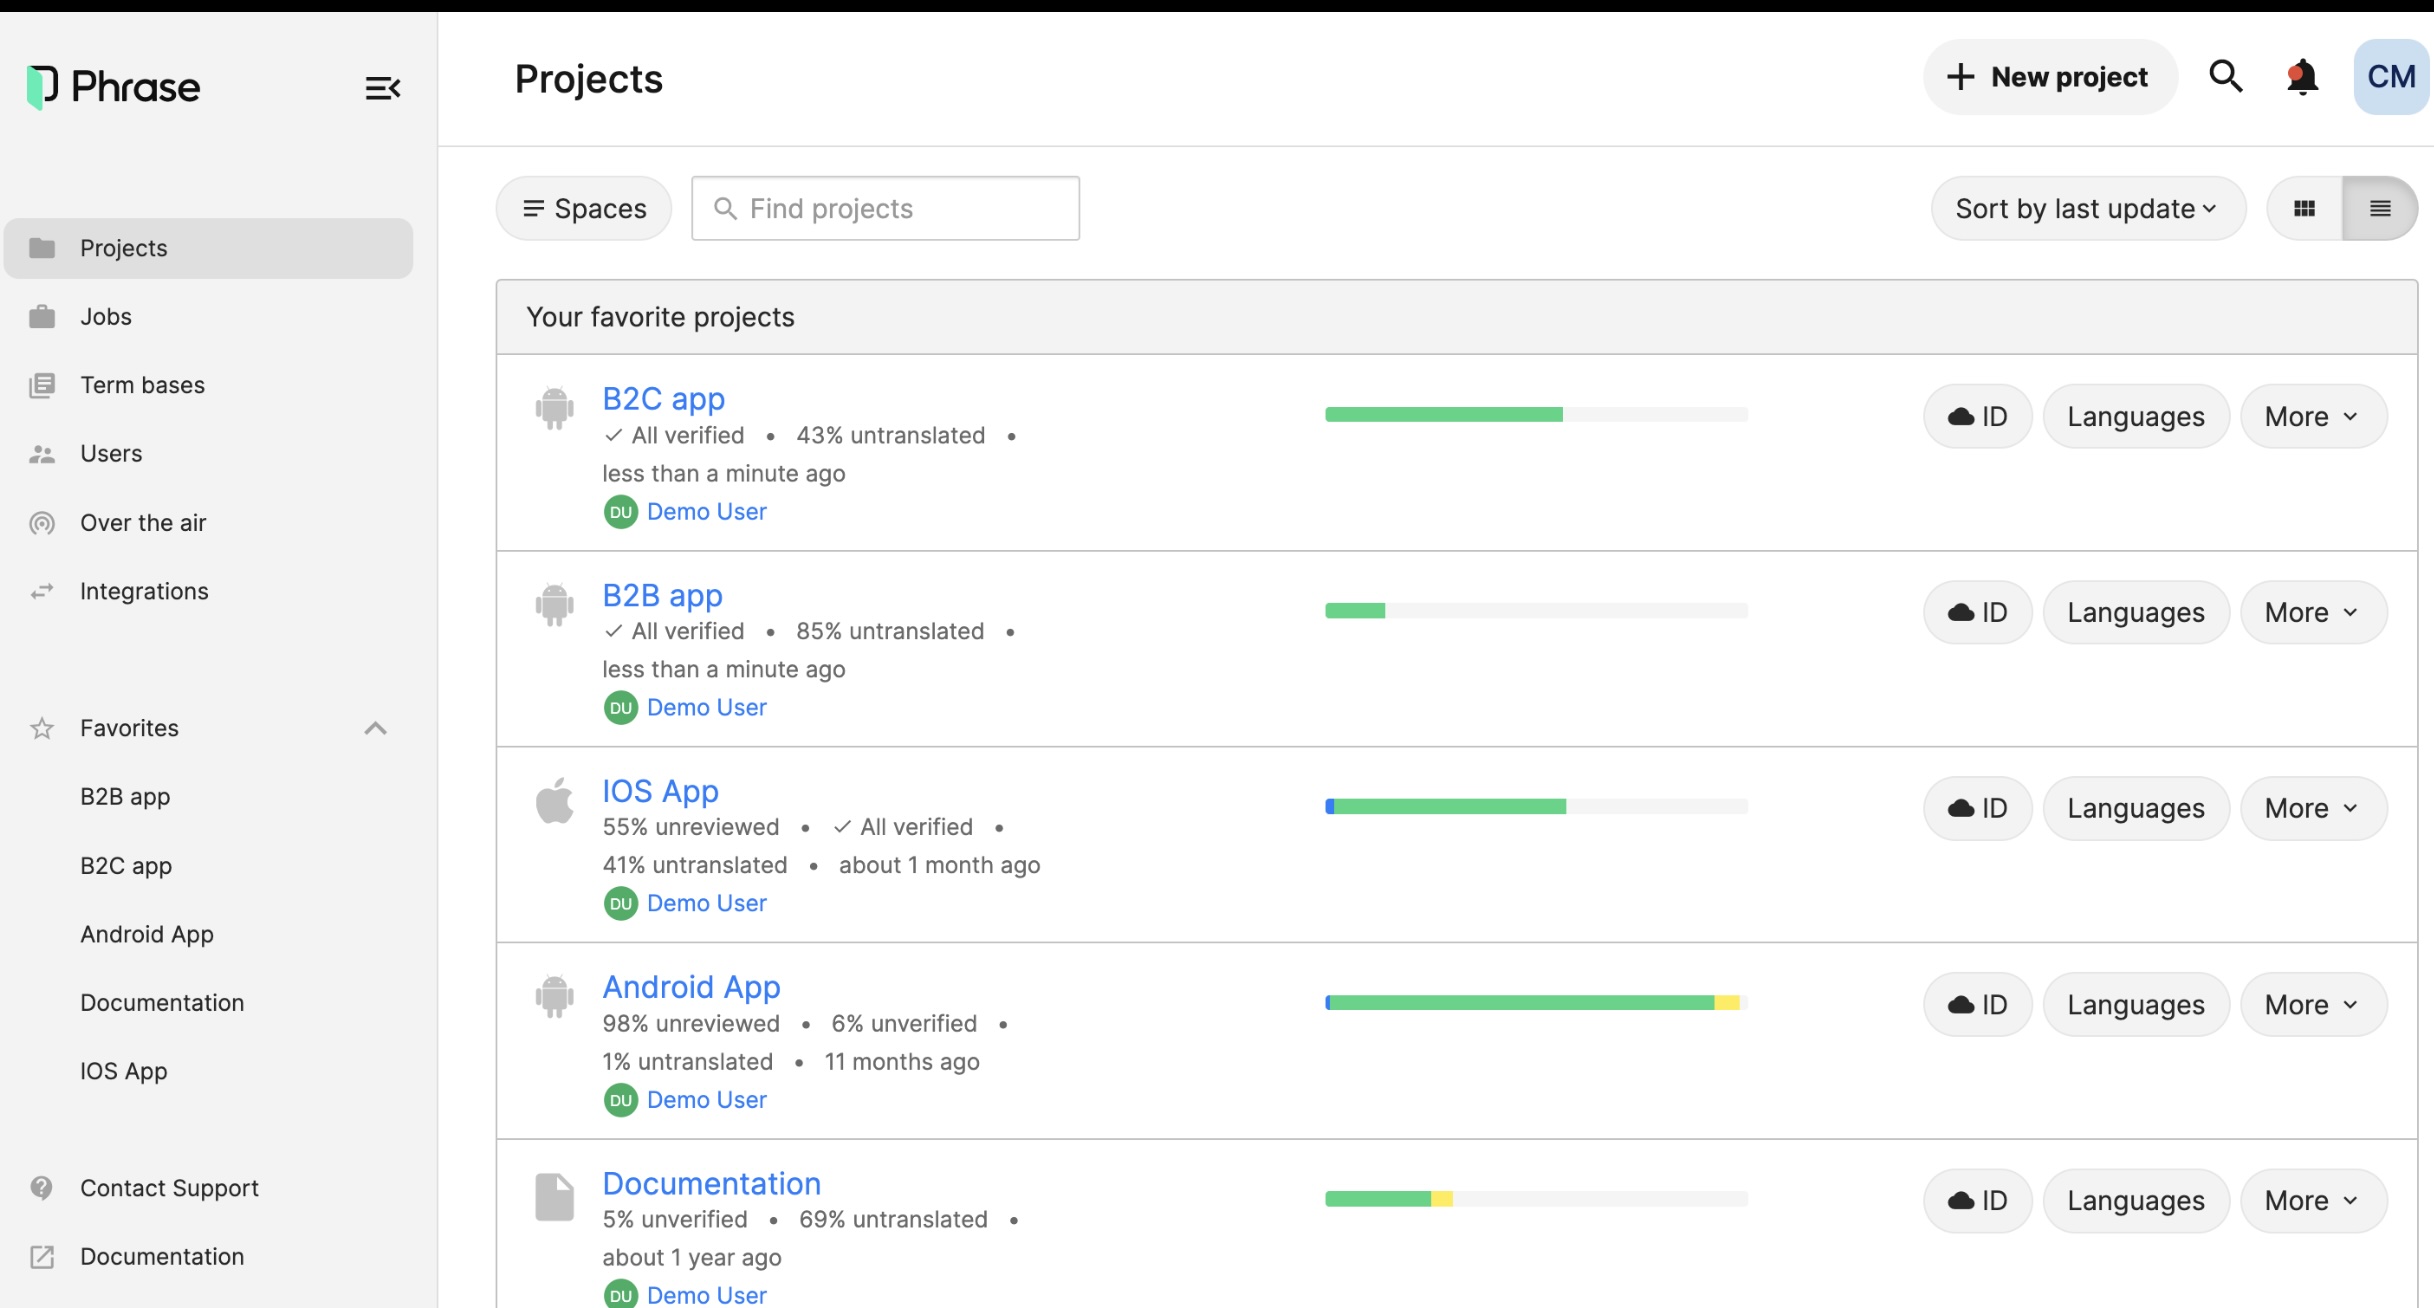 Phrase
Projects
Jobs
Term bases
Users
Over the air
Integrations
Favorites
B2B app
B2C app
Android App
Documentation
IOS App
Contact Support
Documentation
Projects
New project
CM
Spaces
Find projects
Sort by last update
Your favorite projects
B2C app
All verified • 43% untranslated •
less than a minute ago
DU Demo User
ID
Languages
More
B2B app
All verified • 85% untranslated •
less than a minute ago
DU Demo User
ID
Languages
More
IOS App
55% unreviewed • All verified •
41% untranslated • about 1 month ago
DU Demo User
ID
Languages
More
Android App
98% unreviewed • 6% unverified •
1% untranslated • 11 months ago
DU Demo User
ID
Languages
More
Documentation
5% unverified • 69% untranslated •
about 1 year ago
DU Demo User
ID
Languages
More